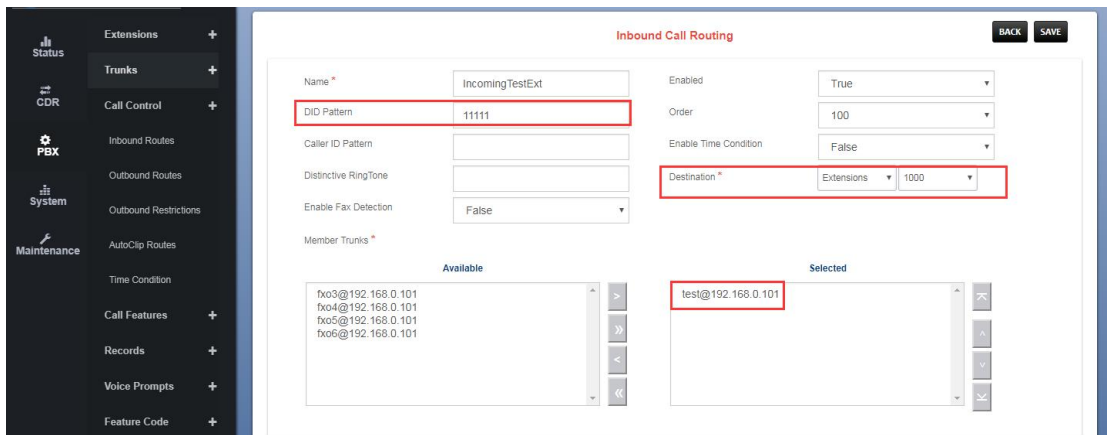 Status
CDR
PBX
System
Maintenance
Extensions +
Trunks +
Call Control +
Inbound Routes
Outbound Routes
Outbound Restrictions
AutoClip Routes
Time Condition
Call Features +
Records +
Voice Prompts +
Feature Code +
Inbound Call Routing
BACK SAVE
Name * IncomingTestExt Enabled True
DID Pattern 11111 Order 100
Caller ID Pattern Enable Time Condition False
Distinctive RingTone Destination * Extensions 1000
Enable Fax Detection False
Member Trunks *
Available Selected
fxo3@192.168.0.101 > test@192.168.0.101
fxo4@192.168.0.101
fxo5@192.168.0.101 »
fxo6@192.168.0.101
<
«